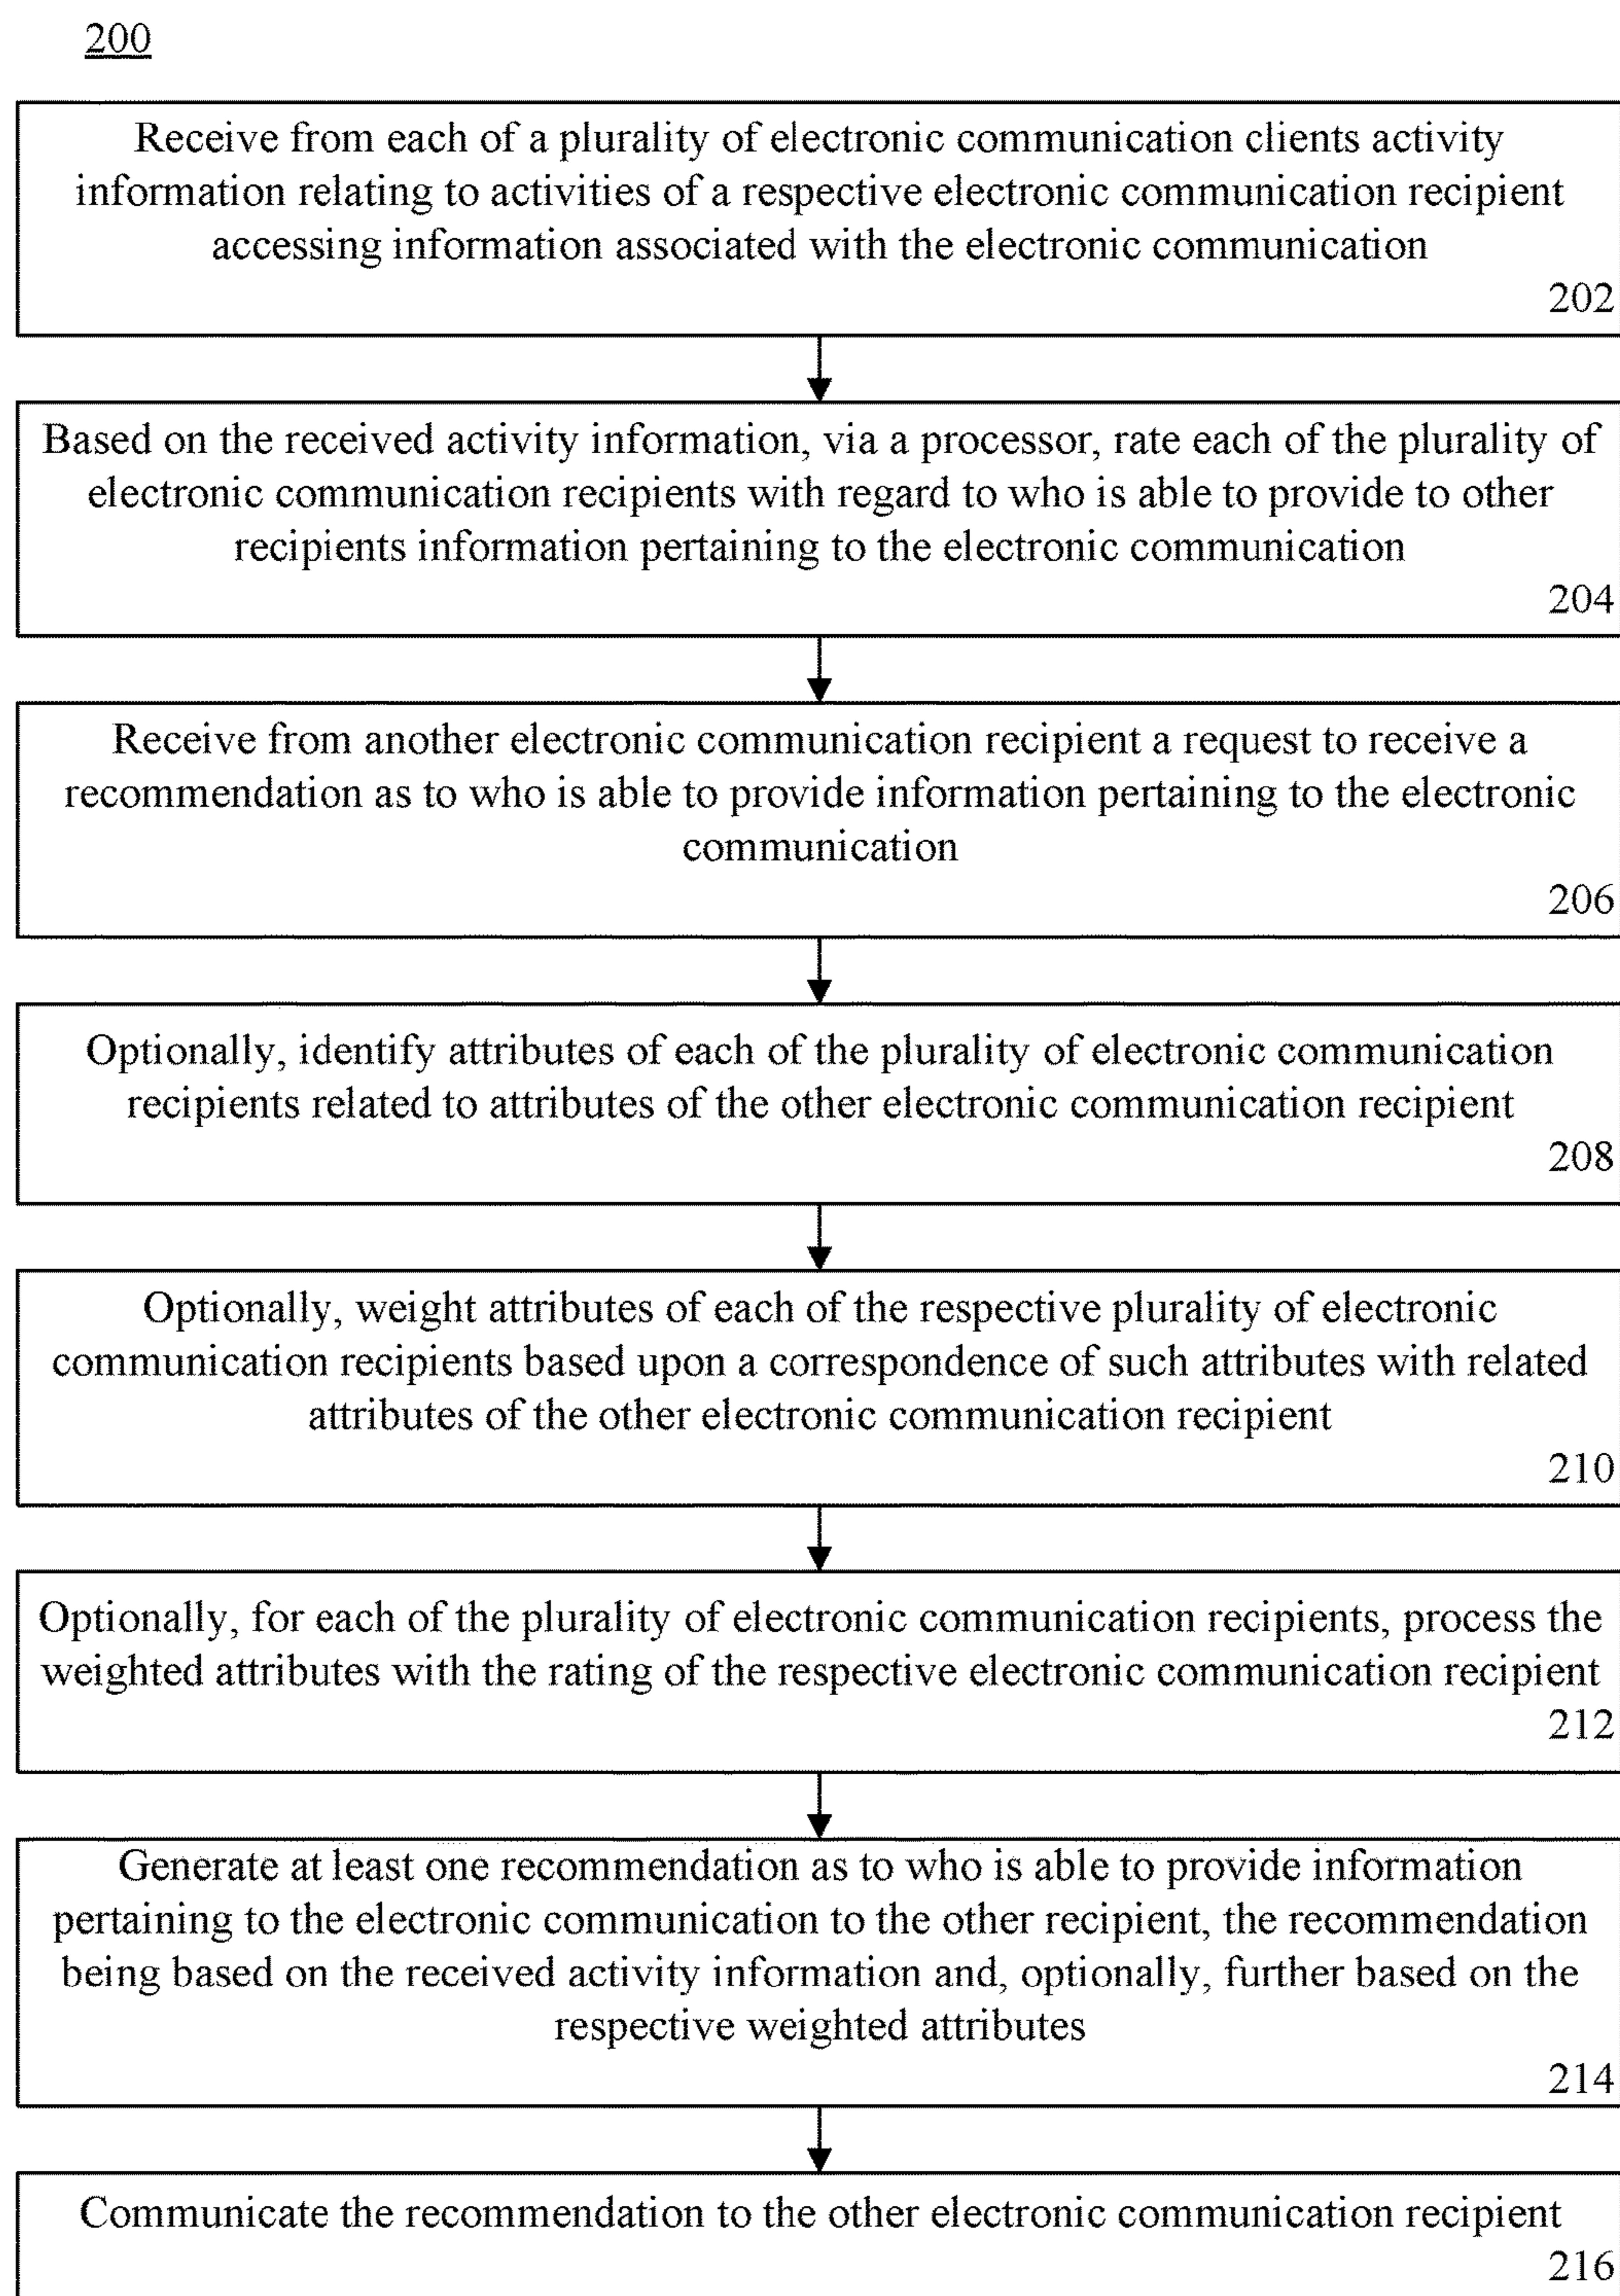 200
Receive from each of a plurality of electronic communication clients activity
information relating to activities of a respective electronic communication recipient
accessing information associated with the electronic communication
202
Based on the received activity information, via a processor, rate each of the plurality of
electronic communication recipients with regard to who is able to provide to other
recipients information pertaining to the electronic communication
204
Receive from another electronic communication recipient a request to receive a
recommendation as to who is able to provide information pertaining to the electronic
communication
206
Optionally, identify attributes of each of the plurality of electronic communication
recipients related to attributes of the other electronic communication recipient
208
Optionally, weight attributes of each of the respective plurality of electronic
communication recipients based upon a correspondence of such attributes with related
attributes of the other electronic communication recipient
210
Optionally, for each of the plurality of electronic communication recipients, process the
weighted attributes with the rating of the respective electronic communication recipient
212
Generate at least one recommendation as to who is able to provide information
pertaining to the electronic communication to the other recipient, the recommendation
being based on the received activity information and, optionally, further based on the
respective weighted attributes
214
Communicate the recommendation to the other electronic communication recipient
216